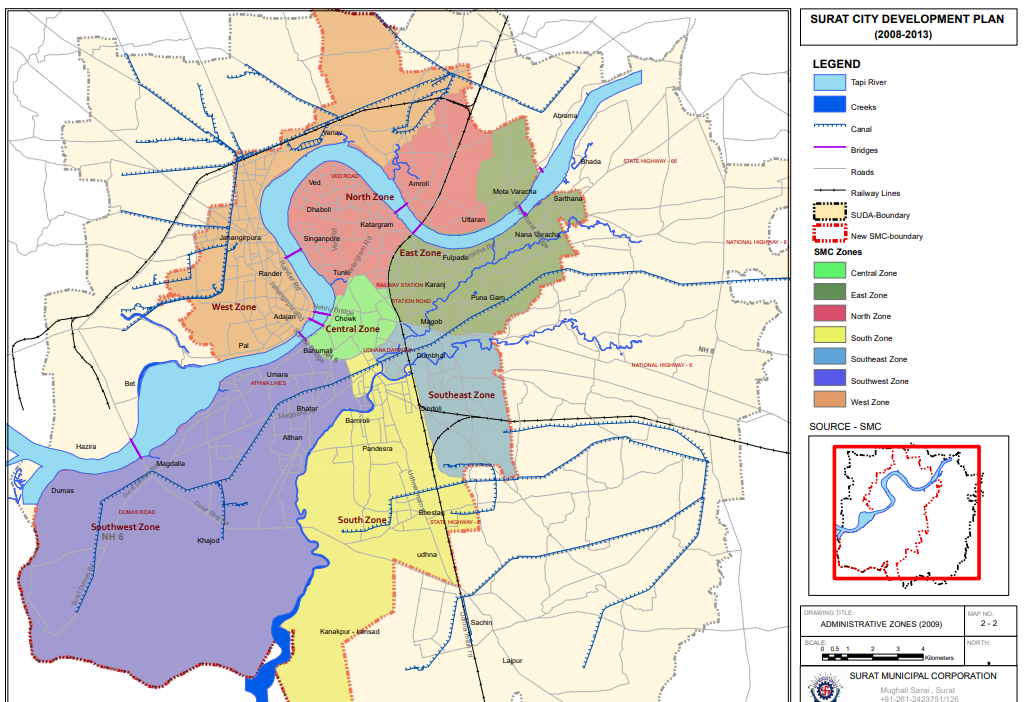 SURAT CITY DEVELOPMENT PLAN
(2008-2013)
LEGEND
Tapi River
Creeks
Canal
Bridges
Roads
Railway Lines
SUDA-Boundary
New SMC-boundary
SMC Zones
Central Zone
East Zone
North Zone
South Zone
Southeast Zone
Southwest Zone
West Zone
SOURCE - SMC
DRAWING TITLE:
ADMINISTRATIVE ZONES (2009)
MAP NO.
2 - 2
SCALE:
0 0.5 1 2 3 4
Kilometers
NORTH:
SURAT MUNICIPAL CORPORATION
Mughali Sarai , Surat
+91-261-2423751/126
Abrama
Variav
Bhada
STATE HIGHWAY - 66
VED ROAD
Ved
Amroli
North Zone
Mota Varacha
Sarthana
Dhaboli
Uttaran
Katargam
Jahangirpura
Singanpore
Nana Varacha
NATIONAL HIGHWAY - 8
East Zone
Fulpada
Katargam Rd
Rander
Tunki
Rander Rd
RAILWAY STATION
Karanj
STATION ROAD
Puna Gam
West Zone
Nehru Bridge
Adajan
Chowk
Magob
Central Zone
Pal
Bahumali
UDHANA DARWAJA
Dumbhal
NH 8
NATIONAL HIGHWAY - 6
Umara
ATHWA LINES
Bet
Southeast Zone
Bhatar
Dindoli
Bamroli
Althan
Hazira
Pandesra
Magdalla
Dumas
DUMAS ROAD
South Zone
Bhestan
STATE HIGHWAY - 6
Southwest Zone
NH 6
Khajod
udhna
Sachin
Kanakpur - kansad
Lajpur